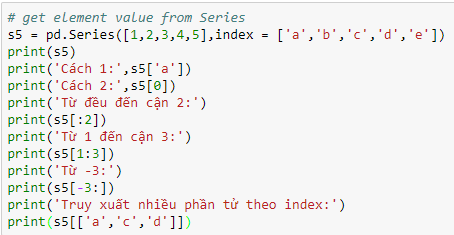 # get element value from Series
s5 = pd.Series([1,2,3,4,5],index = ['a','b','c','d','e'])
print(s5)
print('Cách 1:',s5['a'])
print('Cách 2:',s5[0])
print('Từ đều đến cận 2:')
print(s5[:2])
print('Từ 1 đến cận 3:')
print(s5[1:3])
print('Từ -3:')
print(s5[-3:])
print('Truy xuất nhiều phần tử theo index:')
print(s5[['a','c','d']])